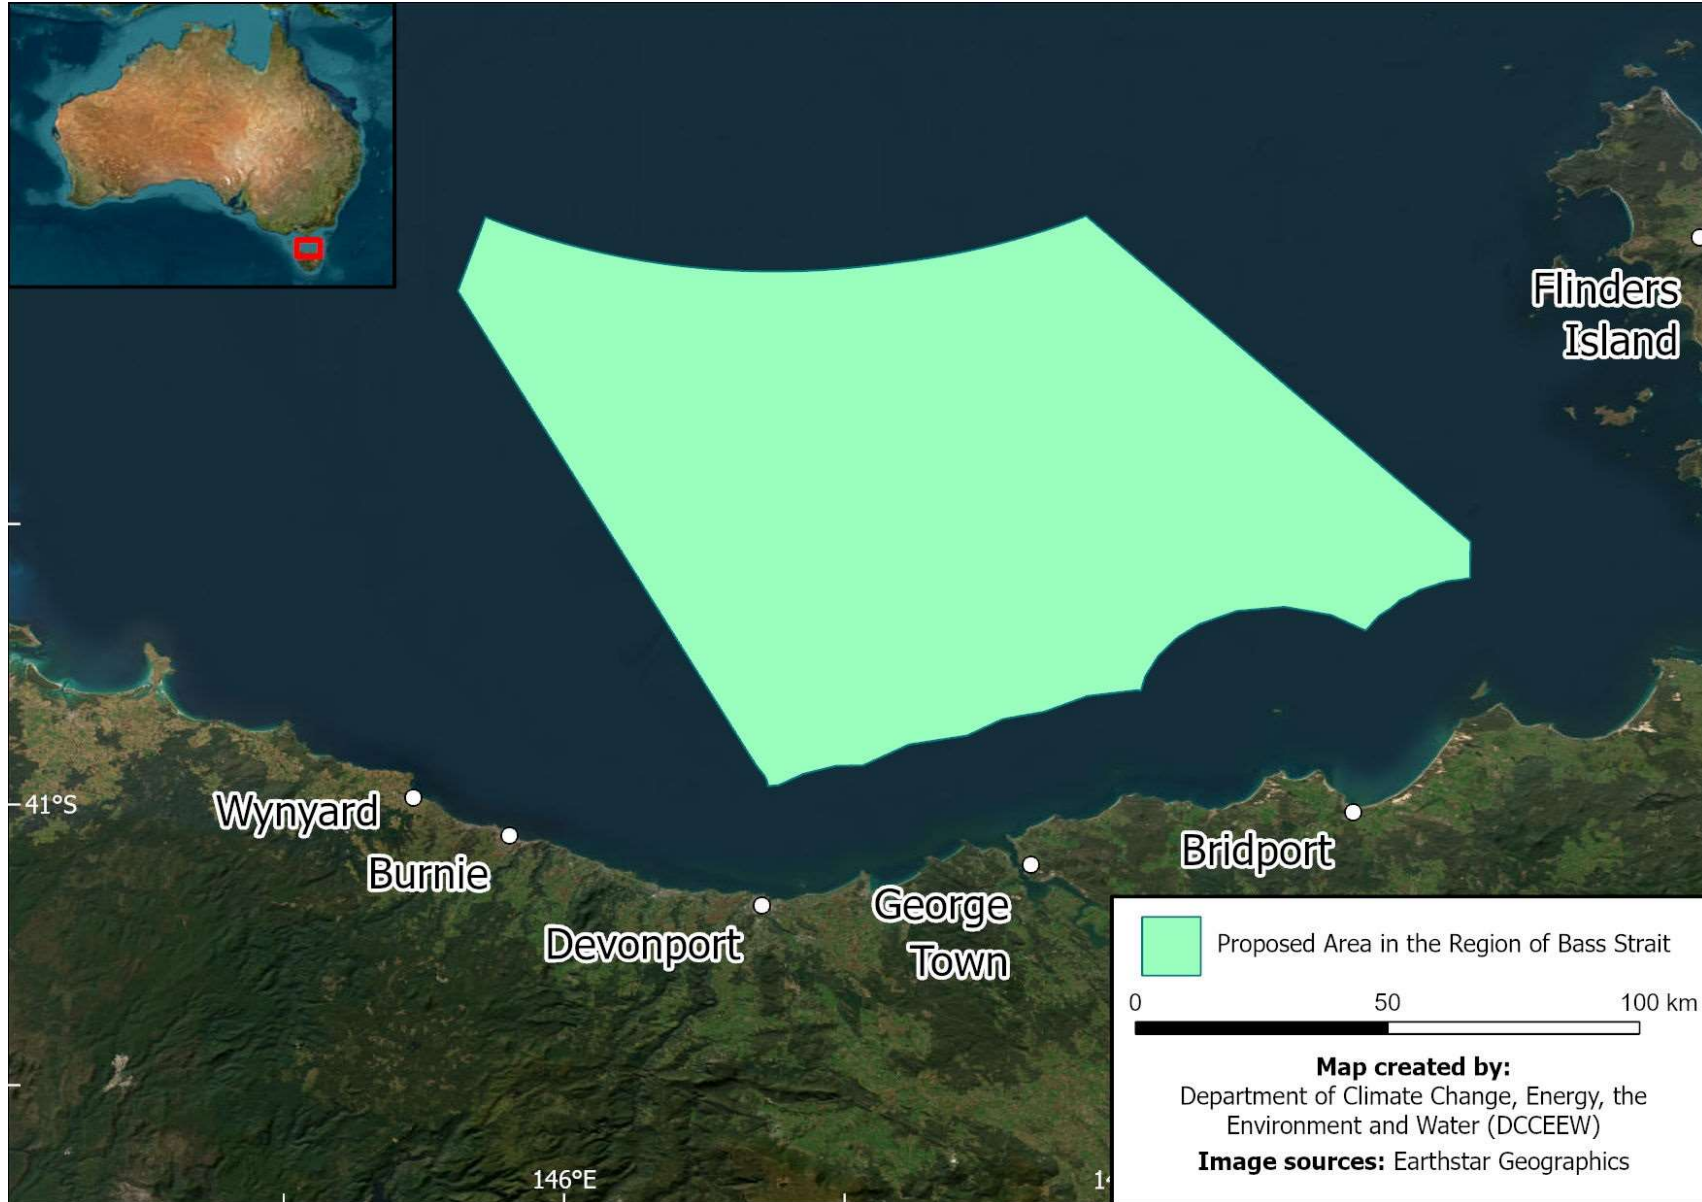 Flinders
Island
41°S
Wynyard
Burnie
Devonport
George
Town
Bridport
146°E
Proposed Area in the Region of Bass Strait
0 50 100 km
Map created by:
Department of Climate Change, Energy, the
Environment and Water (DCCEEW)
Image sources: Earthstar Geographics